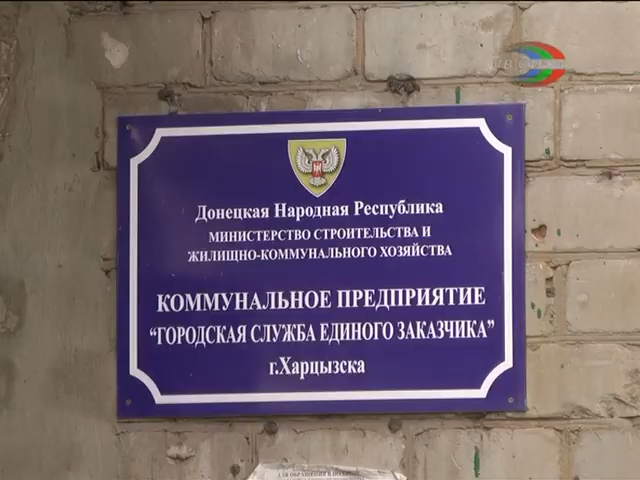 Донецкая Народная Республика
МИНИСТЕРСТВО СТРОИТЕЛЬСТВА И
ЖИЛИЩНО-КОММУНАЛЬНОГО ХОЗЯЙСТВА
КОММУНАЛЬНОЕ ПРЕДПРИЯТИЕ
“ГОРОДСКАЯ СЛУЖБА ЕДИНОГО ЗАКАЗЧИКА”
г.Харцызска